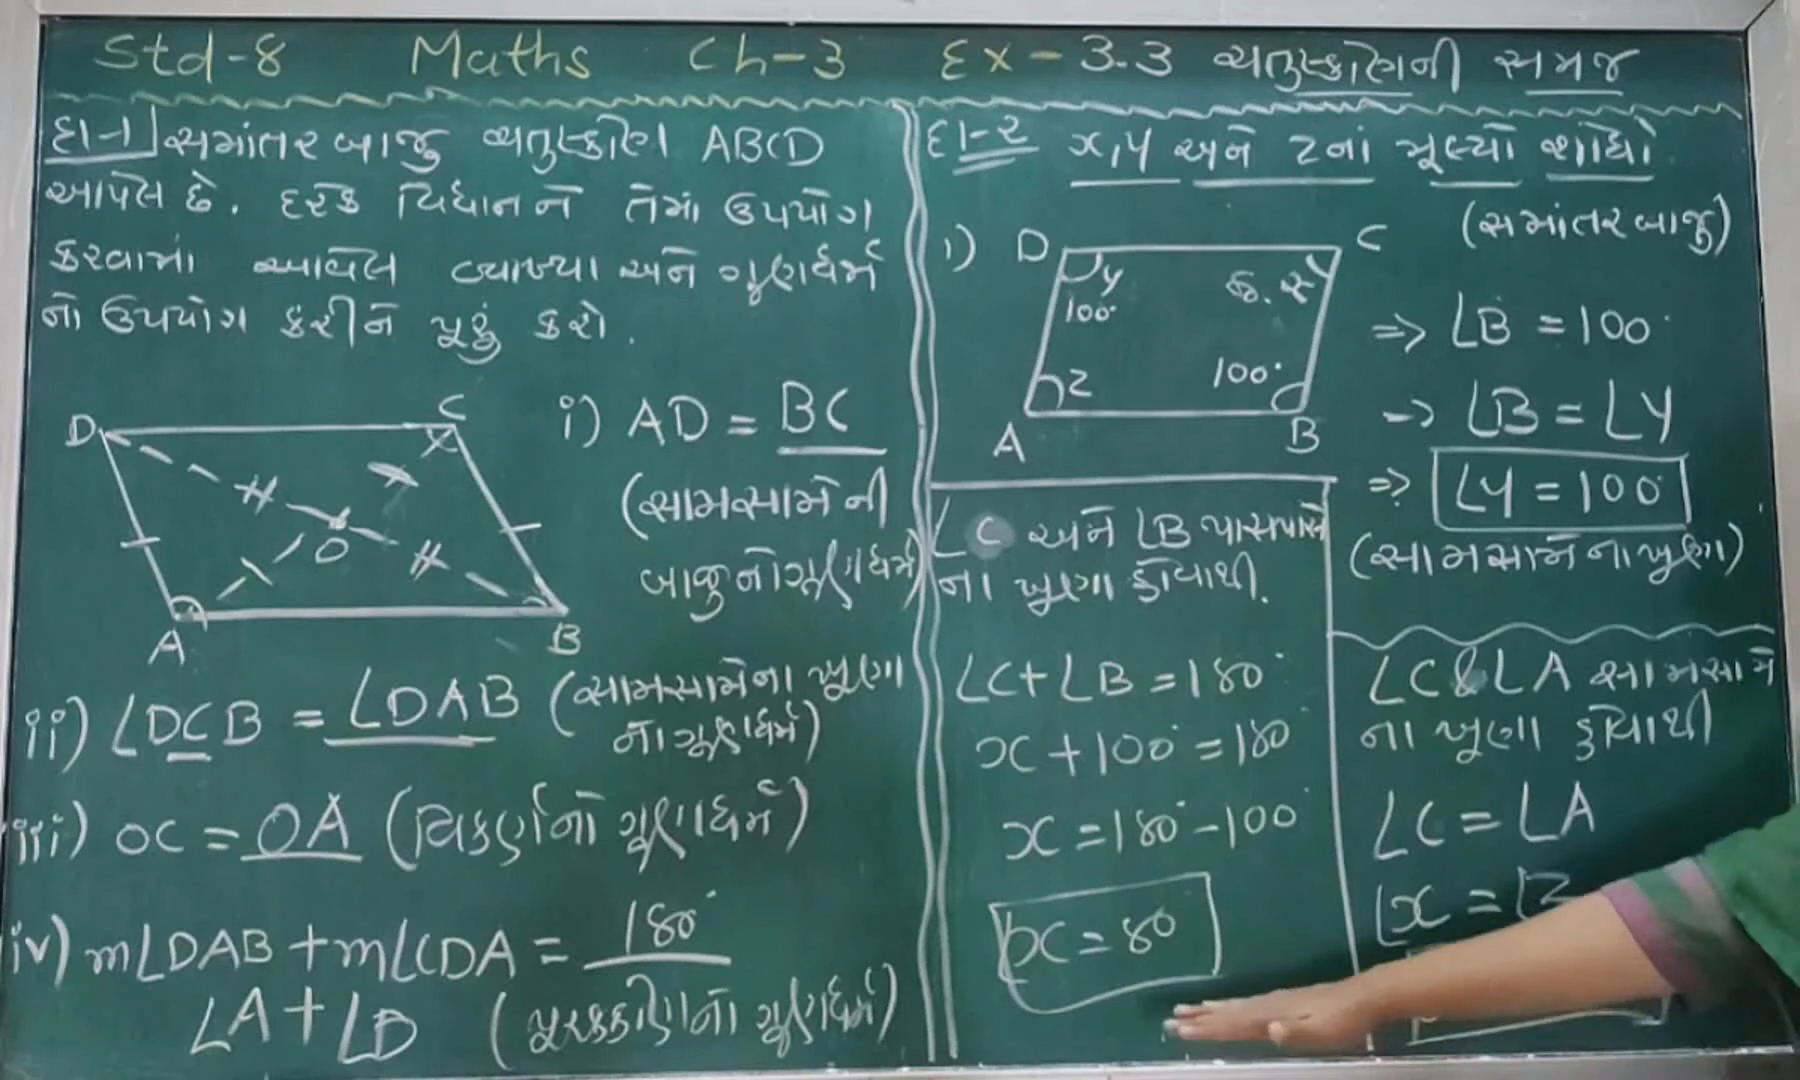 Std-8 Maths Ch-3 Ex-3.3 ચતુષ્કોણની સમજ
દા-1 સમાંતર બાજુ ચતુષ્કોણ ABCD
આપેલ છે. દરેક વિધાન ને તેમાં ઉપયોગ
કરવામાં આવેલ વ્યાખ્યા અને ગુણધર્મ
નો ઉપયોગ કરીને પૂર્ણ કરો.
D C
O
A B
i) AD = BC
(સામસામેની
બાજુનો ગુણધર્મ)
ii) ∠DCB = ∠DAB (સામસામેના ખૂણા
ના ગુણધર્મ)
iii) OC = OA (વિકર્ણનો ગુણધર્મ)
iv) m∠DAB + m∠CDA = 180°
∠A + ∠D (પૂરકકોણનો ગુણધર્મ)
દા-2 x,y અને zનાં મૂલ્યો શોધો
(સમાંતર બાજુ)
i) D C
y
100°
z 100°
A B
⇒ ∠B = 100°
→ ∠B = ∠y
⇒ ∠y = 100°
(સામસામેના ખૂણા)
∠C અને ∠B પાસપાસે
ના ખૂણા હોવાથી.
∠C + ∠B = 180°
x + 100° = 180°
x = 180° - 100°
x = 80°
∠C & ∠A સામસામે
ના ખૂણા હોવાથી
∠C = ∠A
∠x = ∠z